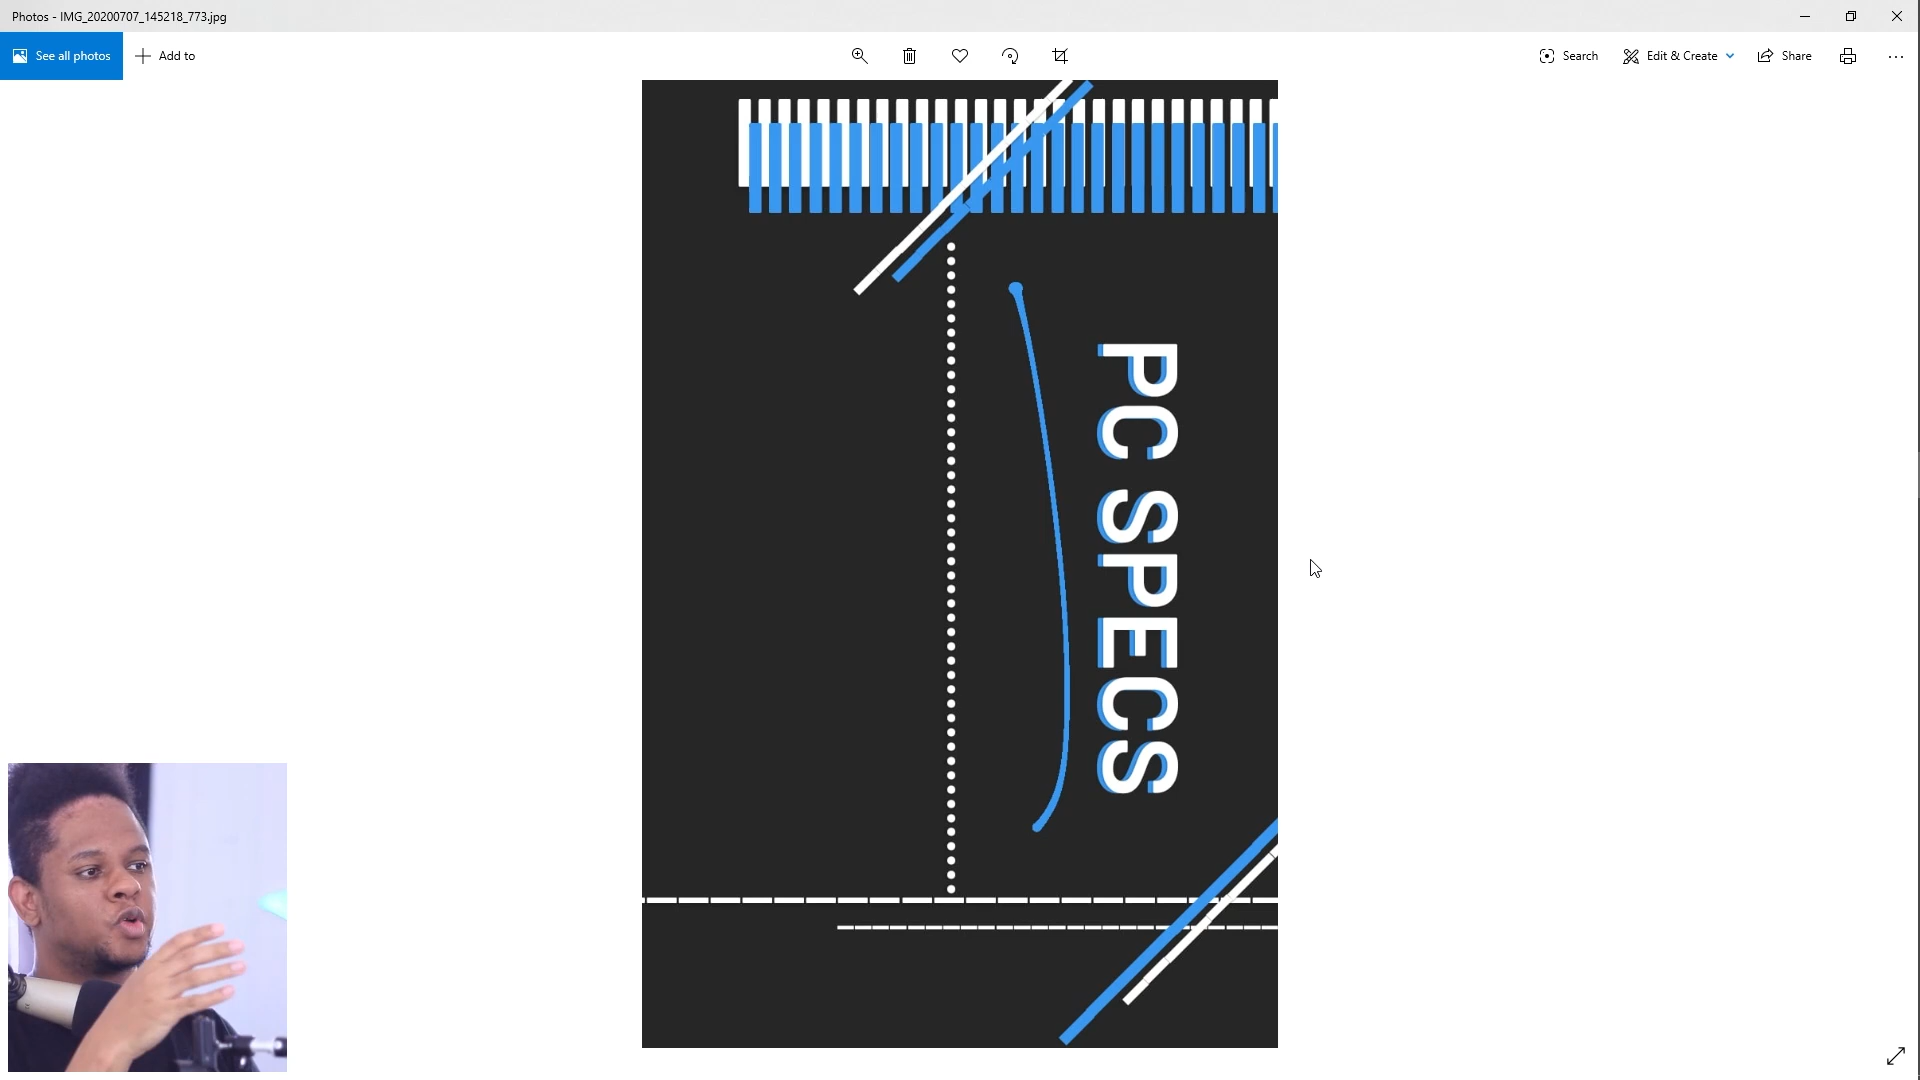 Photos - IMG_20200707_145218_773.jpg
See all photos
Add to
Search
Edit & Create
Share
PC SPECS